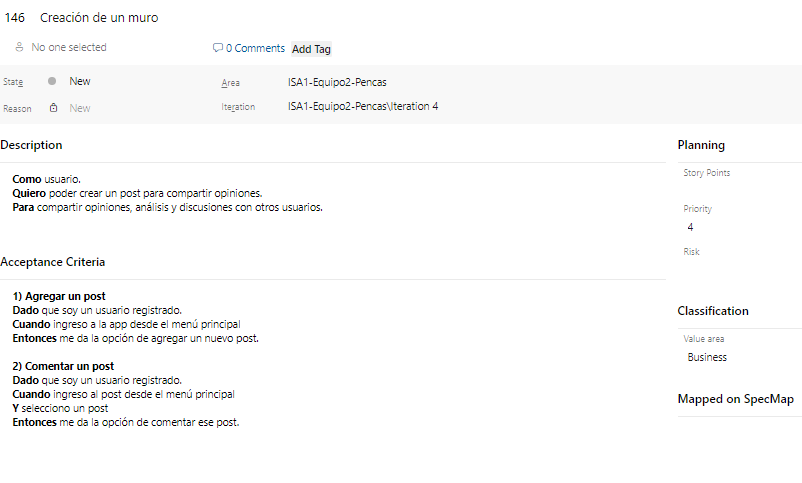 146 Creación de un muro
No one selected
0 Comments Add Tag
State New
Area ISA1-Equipo2-Pencas
Reason New
Iteration ISA1-Equipo2-Pencas\Iteration 4
Description
Como usuario.
Quiero poder crear un post para compartir opiniones.
Para compartir opiniones, análisis y discusiones con otros usuarios.
Acceptance Criteria
1) Agregar un post
Dado que soy un usuario registrado.
Cuando ingreso a la app desde el menú principal
Entonces me da la opción de agregar un nuevo post.
2) Comentar un post
Dado que soy un usuario registrado.
Cuando ingreso al post desde el menú principal
Y selecciono un post
Entonces me da la opción de comentar ese post.
Planning
Story Points
Priority
4
Risk
Classification
Value area
Business
Mapped on SpecMap